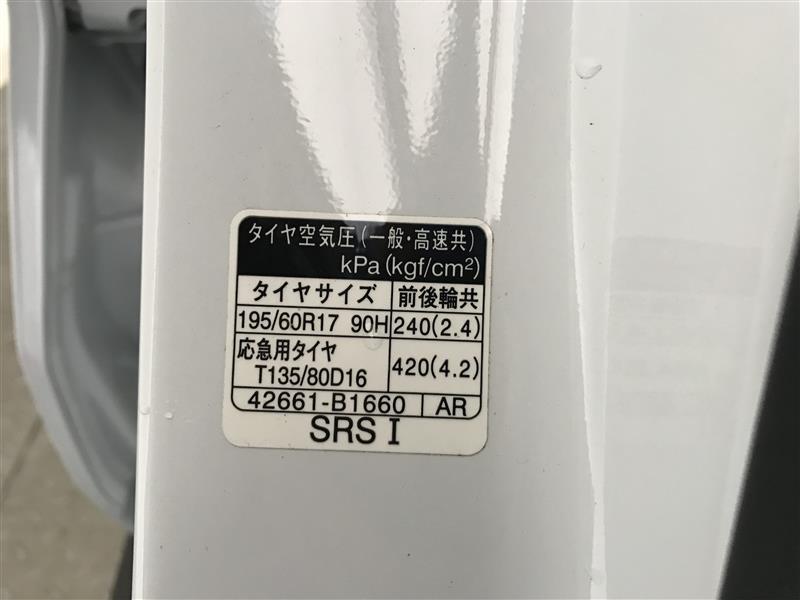 タイヤ空気圧(一般・高速共)
kPa(kgf/cm²)
タイヤサイズ 前後輪共
195/60R17 90H 240(2.4)
応急用タイヤ
T135/80D16 420(4.2)
42661-B1660 AR
SRS I